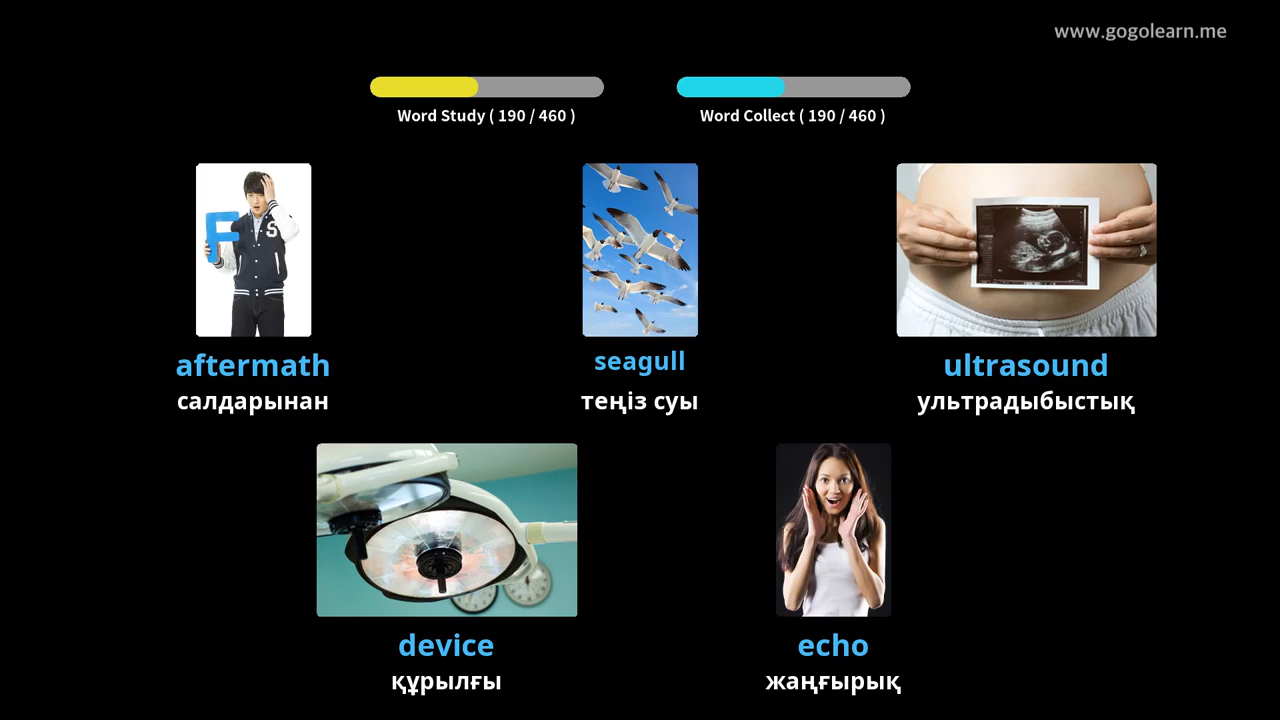 www.gogolearn.me
Word Study ( 190 / 460 )
Word Collect ( 190 / 460 )
F
S
aftermath
салдарынан
seagull
теңіз суы
ultrasound
ультрадыбыстық
device
құрылғы
echo
жаңғырық